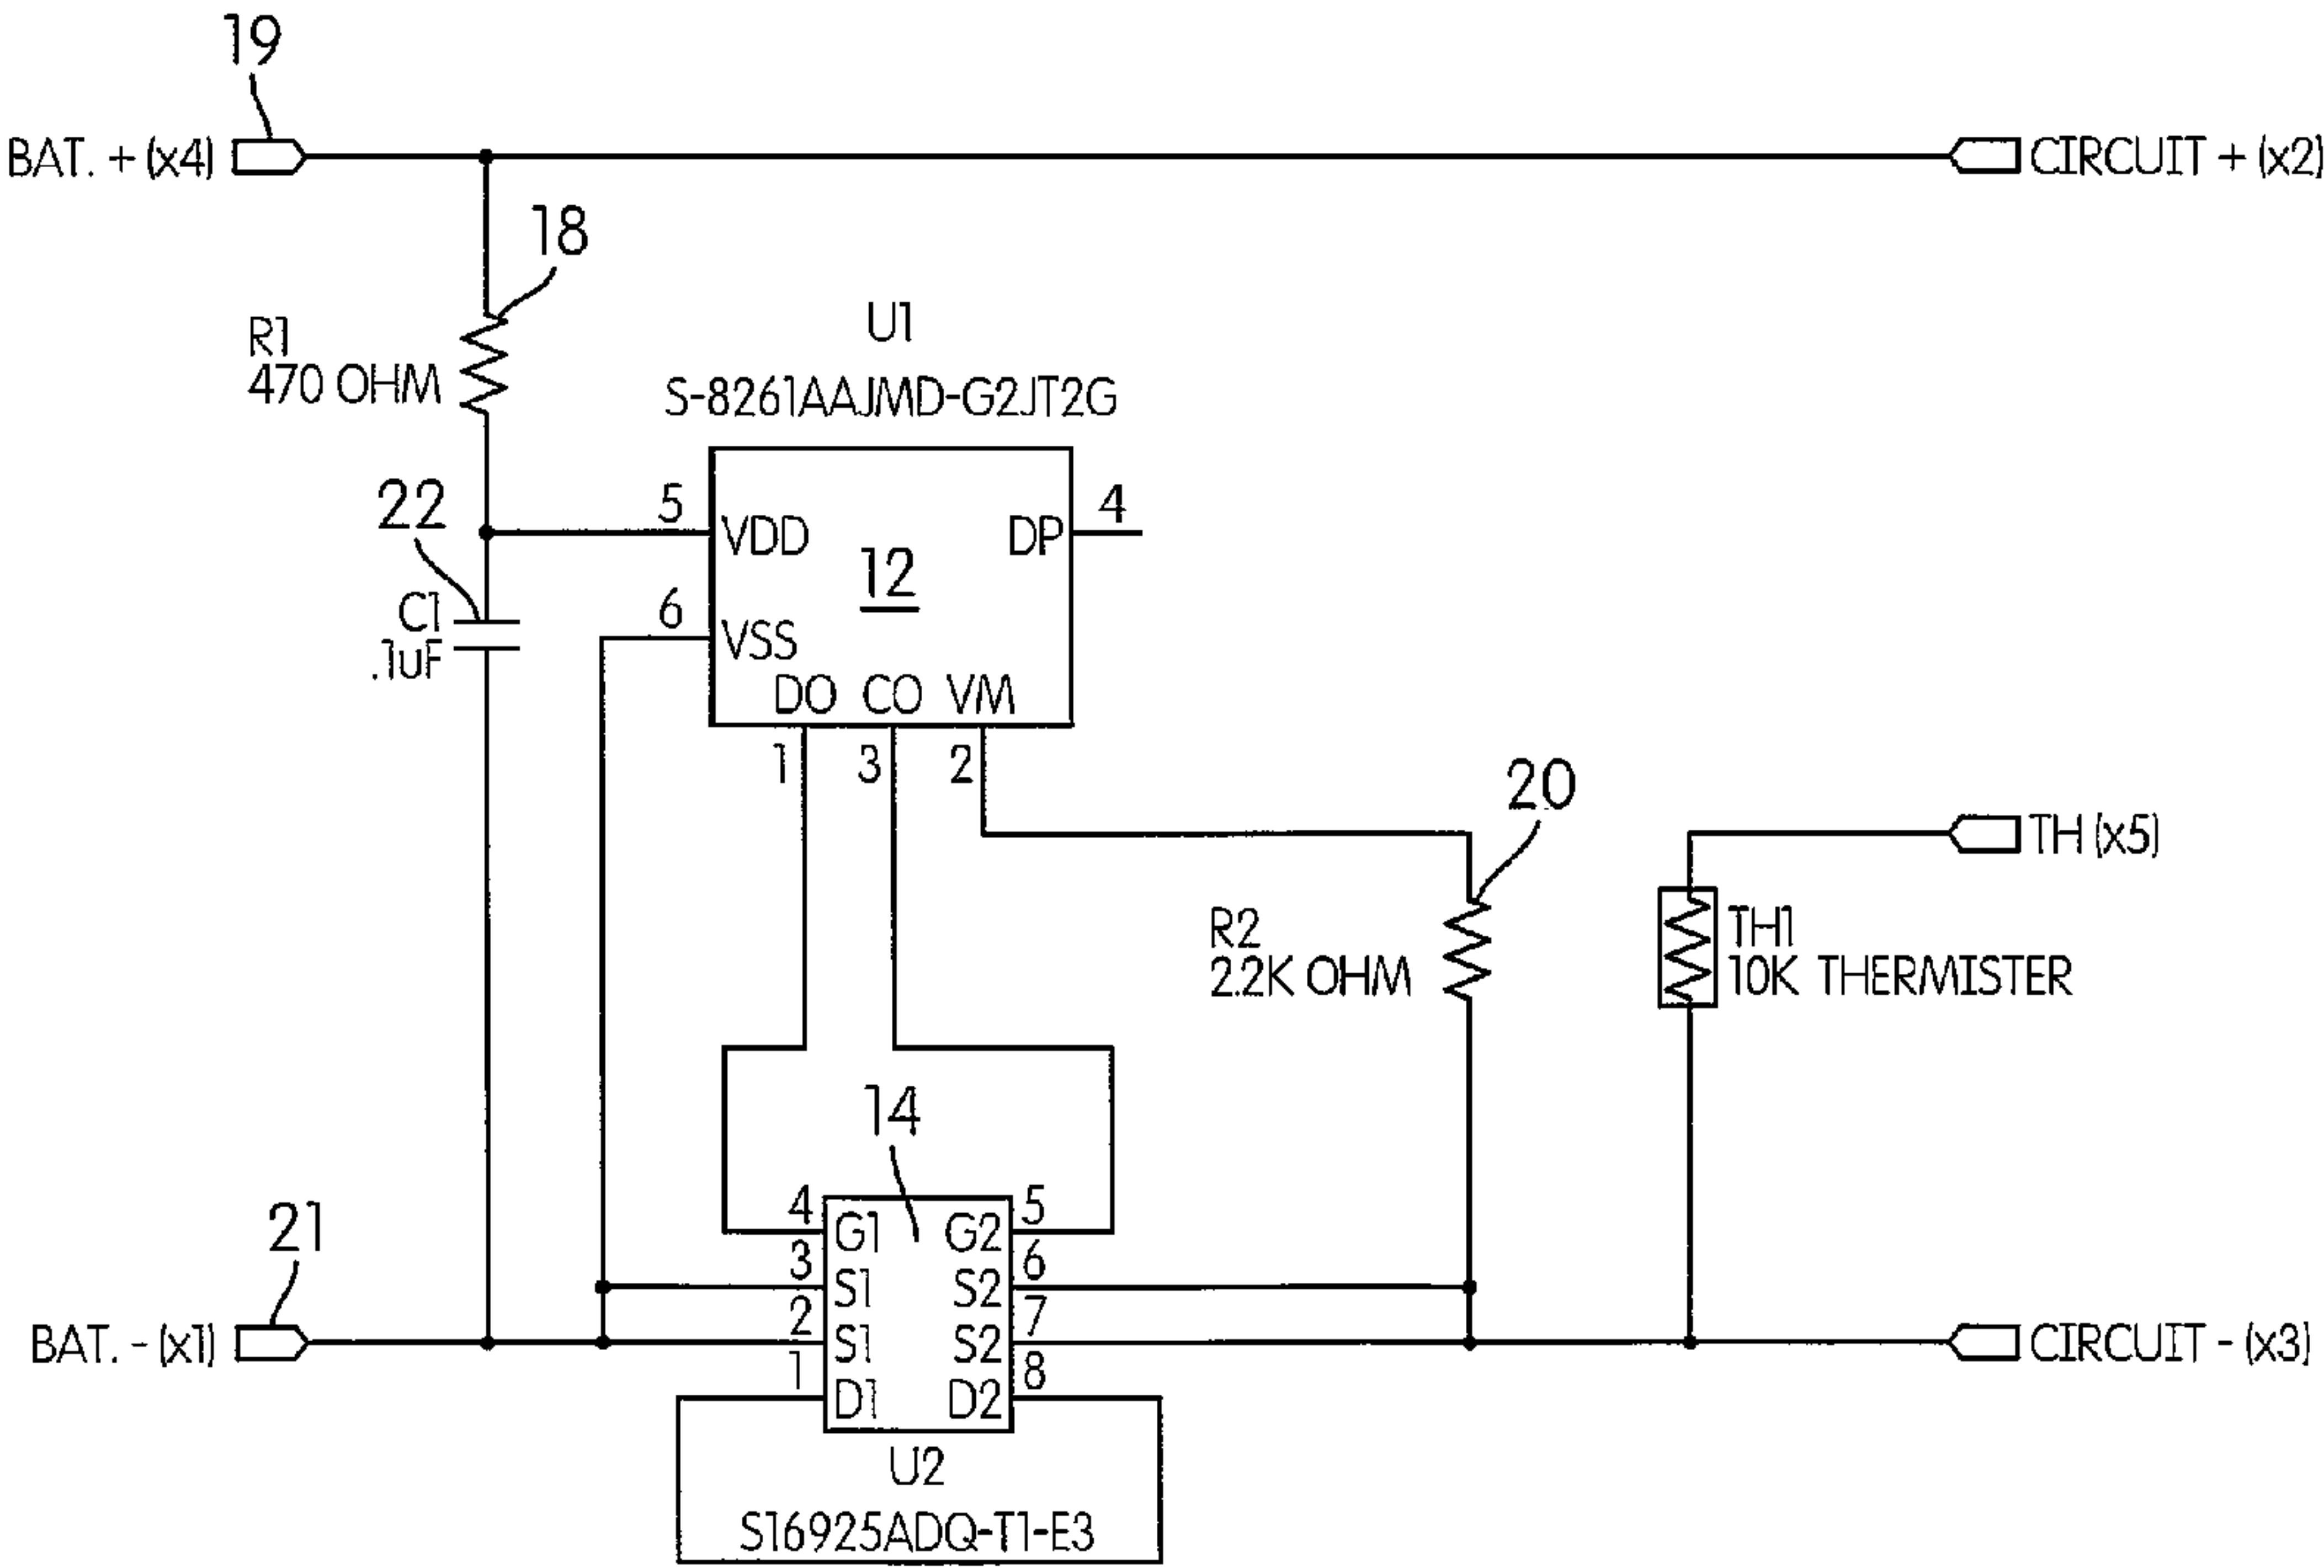 19
BAT. + (x4)
CIRCUIT + (x2)
18
R1
470 OHM
U1
S-8261AAJMD-G2JT2G
22
C1
.1uF
5
VDD
12
DP
4
6
VSS
DO CO VM
1
3
2
20
R2
2.2K OHM
TH (x5)
TH1
10K THERMISTER
14
4
G1
G2
5
3
S1
S2
6
21
BAT. - (x1)
2
S1
S2
7
CIRCUIT - (x3)
1
D1
D2
8
U2
S16925ADQ-T1-E3